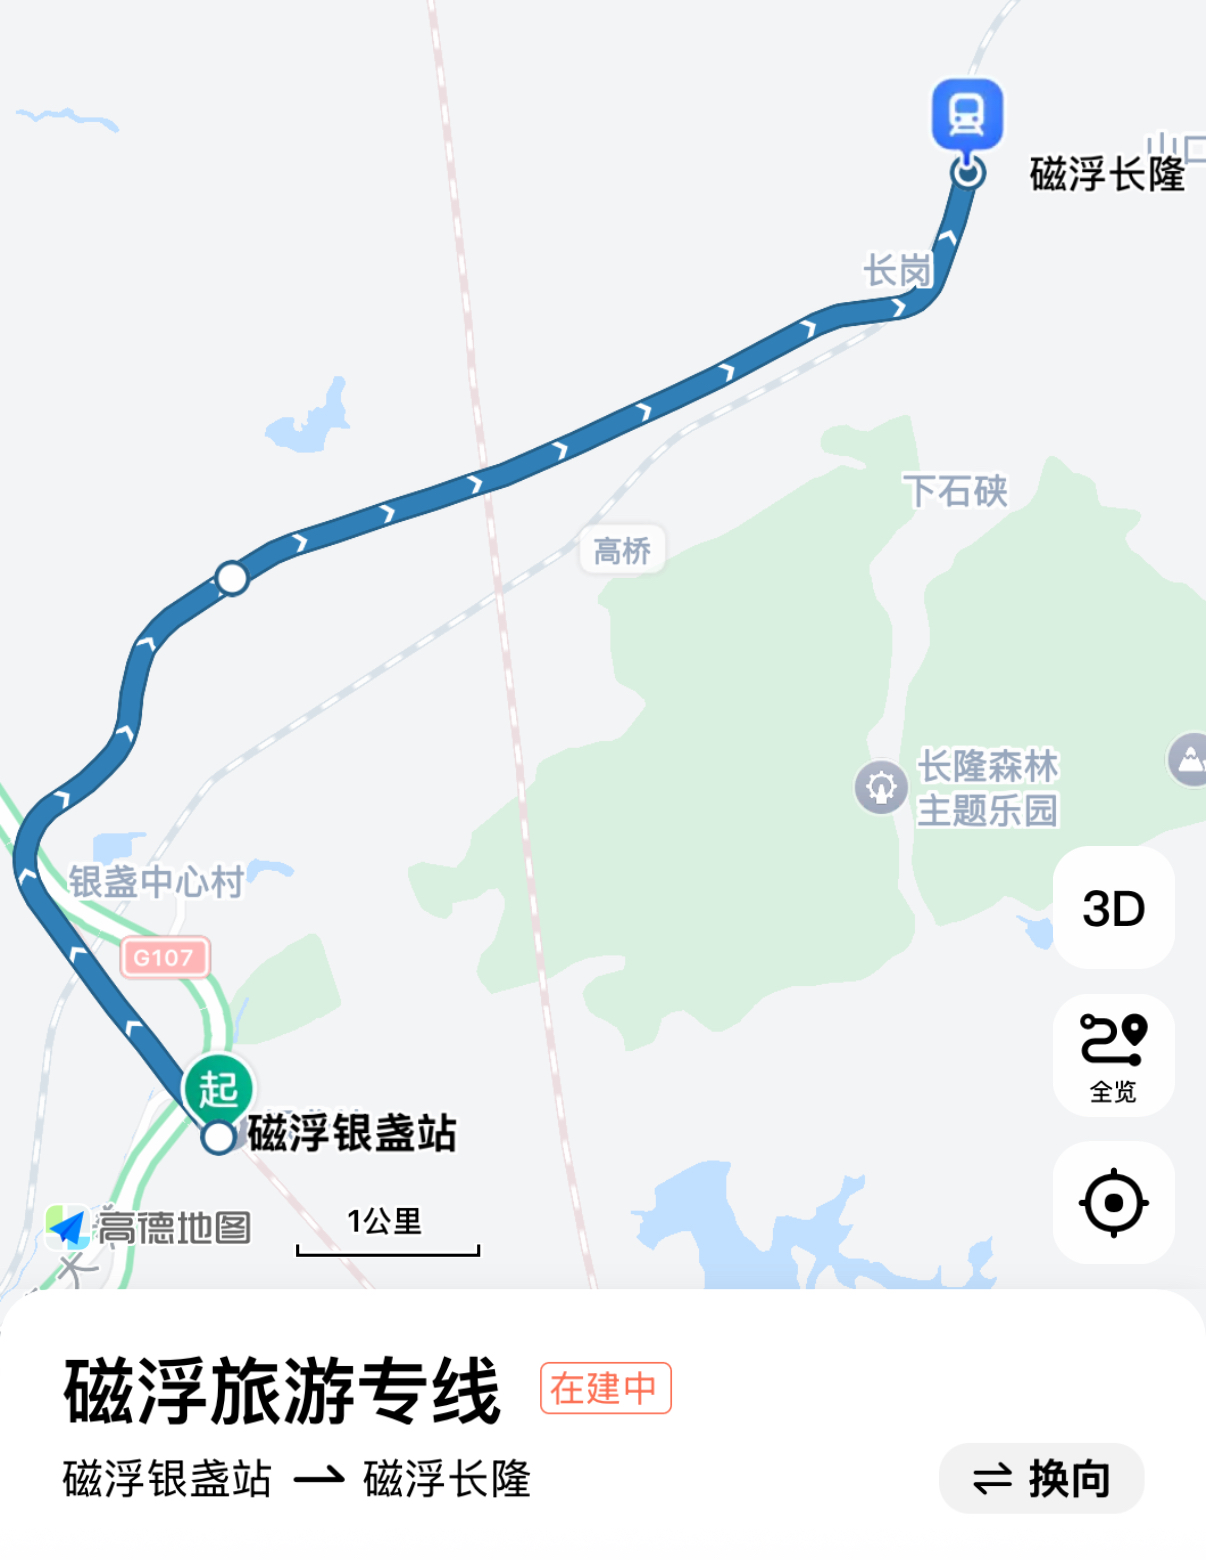 山口
磁浮长隆
长岗
下石硖
高桥
长隆森林
主题乐园
银盏中心村
3D
G107
全览
起
磁浮银盏站
1公里
高德地图
大
磁浮旅游专线 在建中
磁浮银盏站 → 磁浮长隆
换向